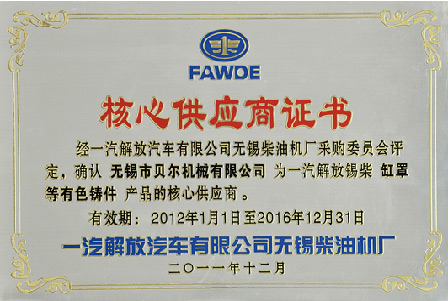 FAWDE
核心供应商证书
经一汽解放汽车有限公司无锡柴油机厂采购委员会评
定，确认 无锡市贝尔机械有限公司 为一汽解放锡柴 缸罩
等有色铸件 产品的核心供应商。
有效期：2012年1月1日至2016年12月31日
一汽解放汽车有限公司无锡柴油机厂
二〇一一年十二月